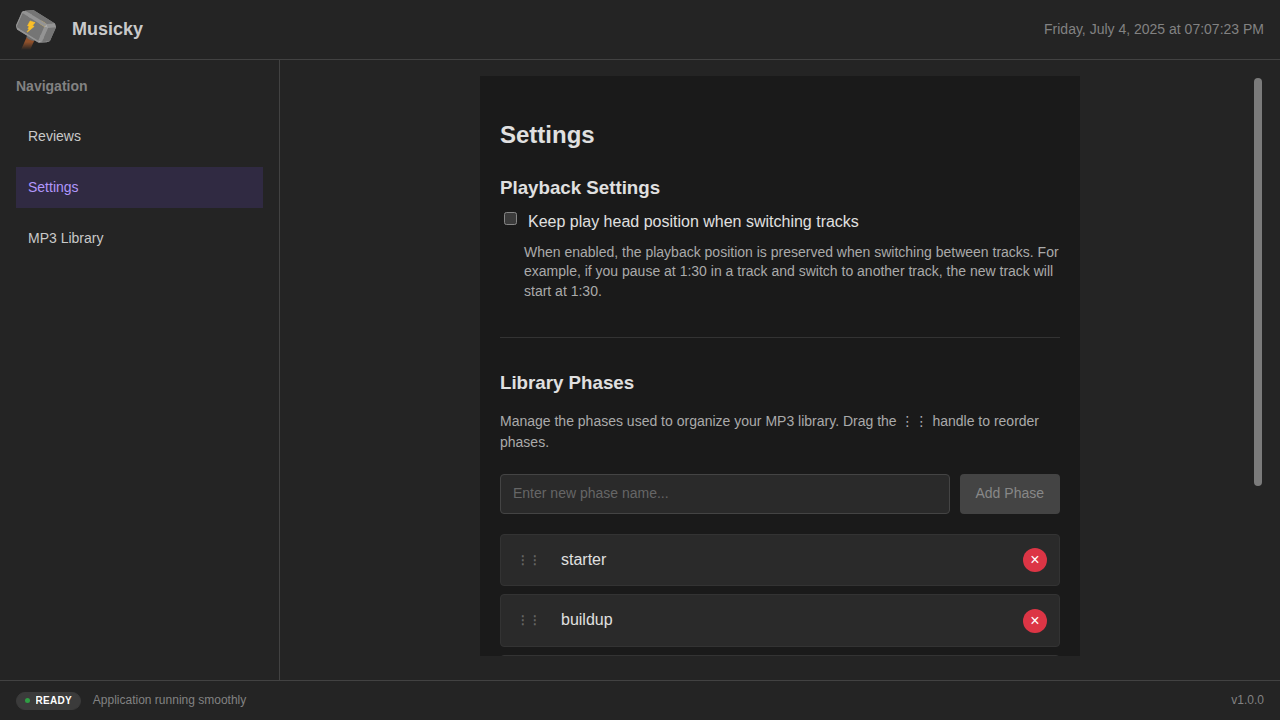 Musicky
Friday, July 4, 2025 at 07:07:23 PM
Navigation
Reviews
Settings
MP3 Library
Settings
Playback Settings
Keep play head position when switching tracks
When enabled, the playback position is preserved when switching between tracks. For
example, if you pause at 1:30 in a track and switch to another track, the new track will
start at 1:30.
Library Phases
Manage the phases used to organize your MP3 library. Drag the ⋮⋮ handle to reorder
phases.
Enter new phase name...
Add Phase
⋮⋮ starter ×
⋮⋮ buildup ×
READY
Application running smoothly
v1.0.0